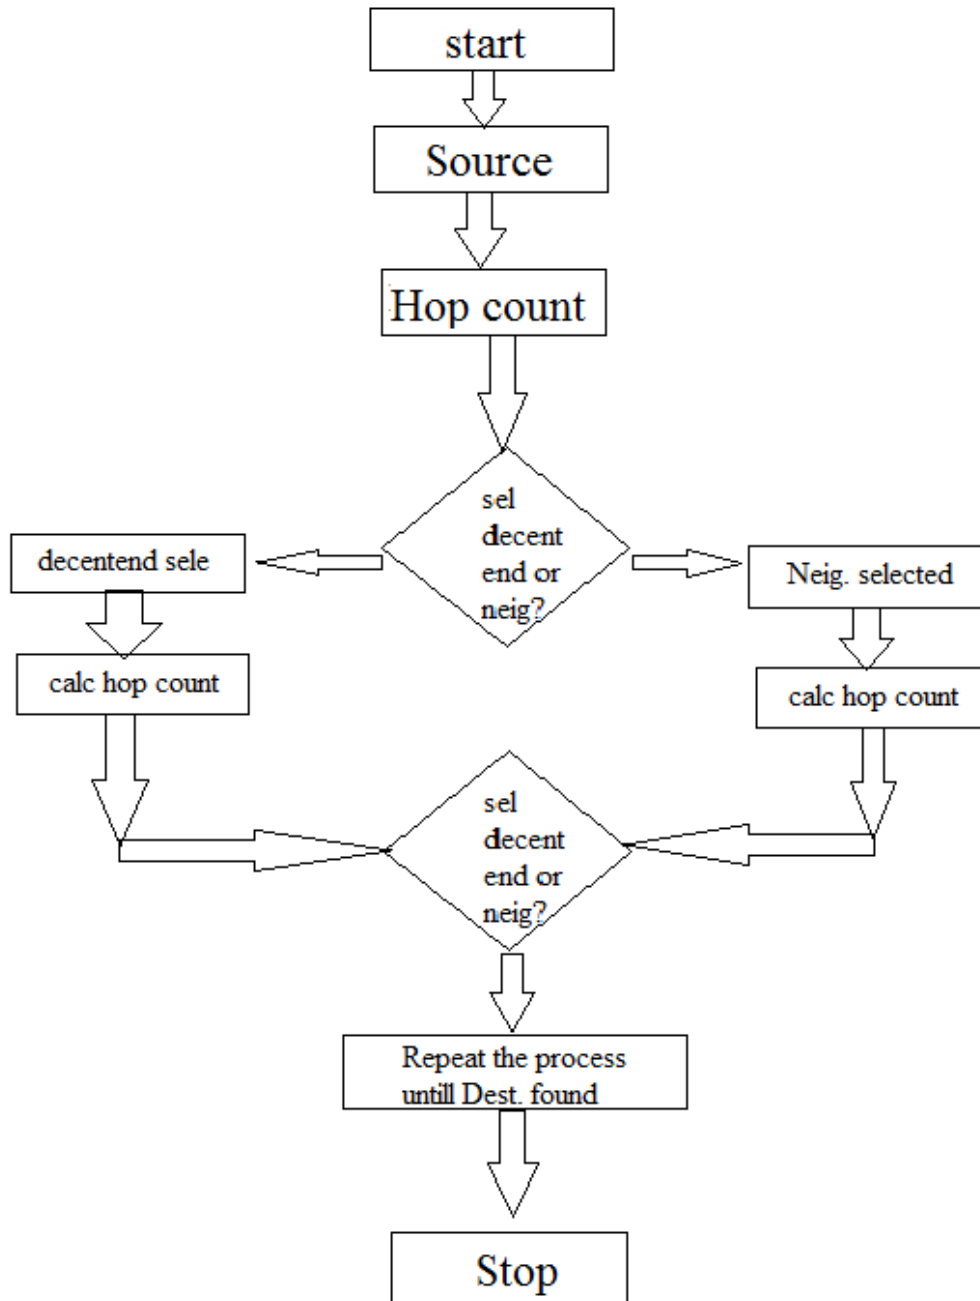 start
Source
Hop count
sel
decent
end or
neig?
decentend sele
Neig. selected
calc hop count
calc hop count
sel
decent
end or
neig?
Repeat the process
untill Dest. found
Stop